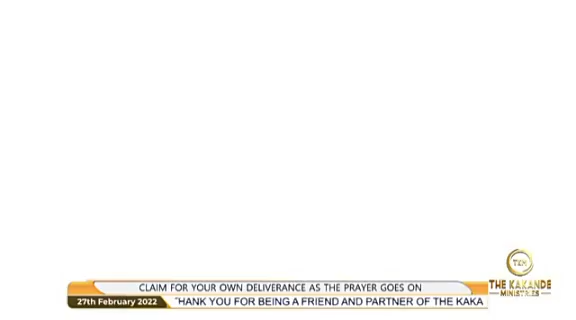 TKM
THE KAKANDE
MINISTRIES
CLAIM FOR YOUR OWN DELIVERANCE AS THE PRAYER GOES ON
27th February 2022
HANK YOU FOR BEING A FRIEND AND PARTNER OF THE KAKA